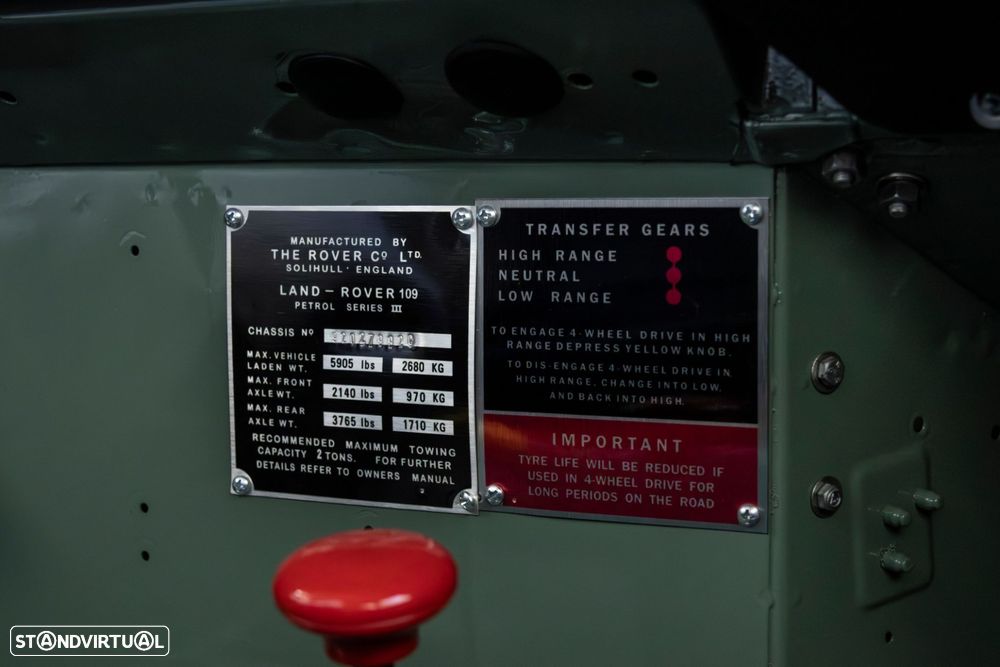 MANUFACTURED BY
THE ROVER Cº LTD.
SOLIHULL · ENGLAND
LAND-ROVER 109
PETROL SERIES III
CHASSIS Nº
MAX. VEHICLE LADEN WT. 5905 lbs 2680 KG
MAX. FRONT AXLE WT. 2140 lbs 970 KG
MAX. REAR AXLE WT. 3765 lbs 1710 KG
RECOMMENDED MAXIMUM TOWING
CAPACITY 2 TONS. FOR FURTHER
DETAILS REFER TO OWNERS MANUAL
TRANSFER GEARS
HIGH RANGE
NEUTRAL
LOW RANGE
TO ENGAGE 4-WHEEL DRIVE IN HIGH
RANGE DEPRESS YELLOW KNOB.
TO DIS-ENGAGE 4-WHEEL DRIVE IN
HIGH RANGE, CHANGE INTO LOW,
AND BACK INTO HIGH.
IMPORTANT
TYRE LIFE WILL BE REDUCED IF
USED IN 4-WHEEL DRIVE FOR
LONG PERIODS ON THE ROAD
STANDVIRTUAL